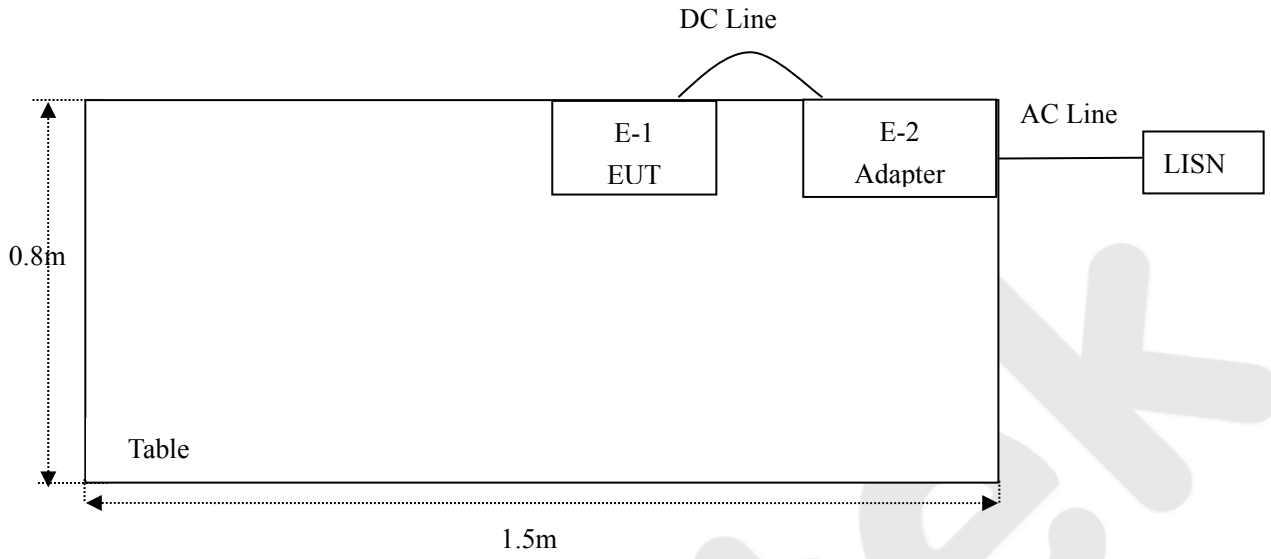 DC Line
E-1
EUT
E-2
Adapter
AC Line
LISN
0.8m
Table
1.5m